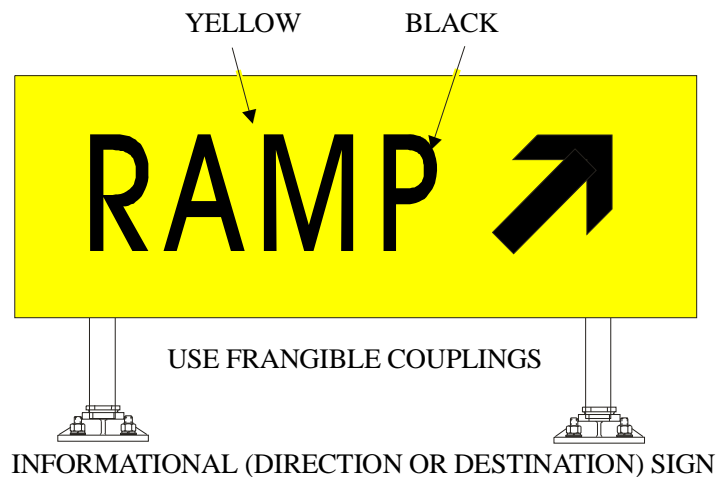 YELLOW BLACK
RAMP
USE FRANGIBLE COUPLINGS
INFORMATIONAL (DIRECTION OR DESTINATION) SIGN